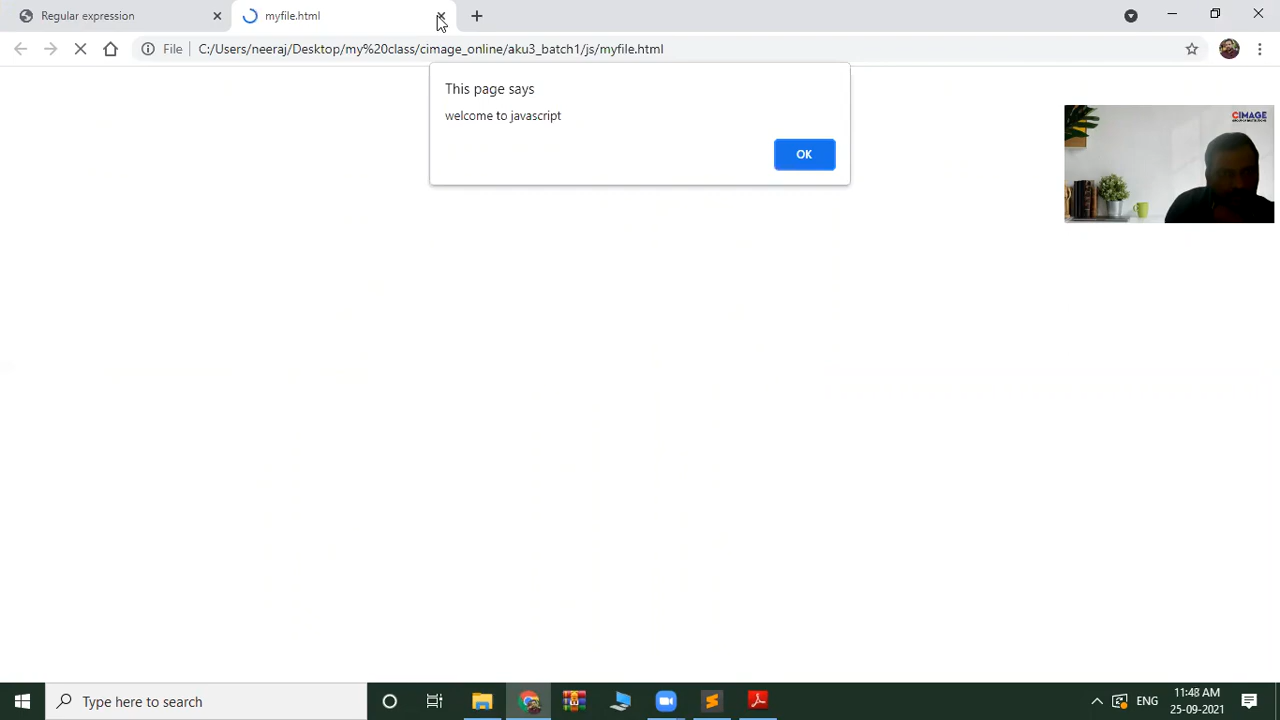 Regular expression
myfile.html
File
C:/Users/neeraj/Desktop/my%20class/cimage_online/aku3_batch1/js/myfile.html
This page says
welcome to javascript
OK
CIMAGE
Type here to search
ENG
11:48 AM
25-09-2021